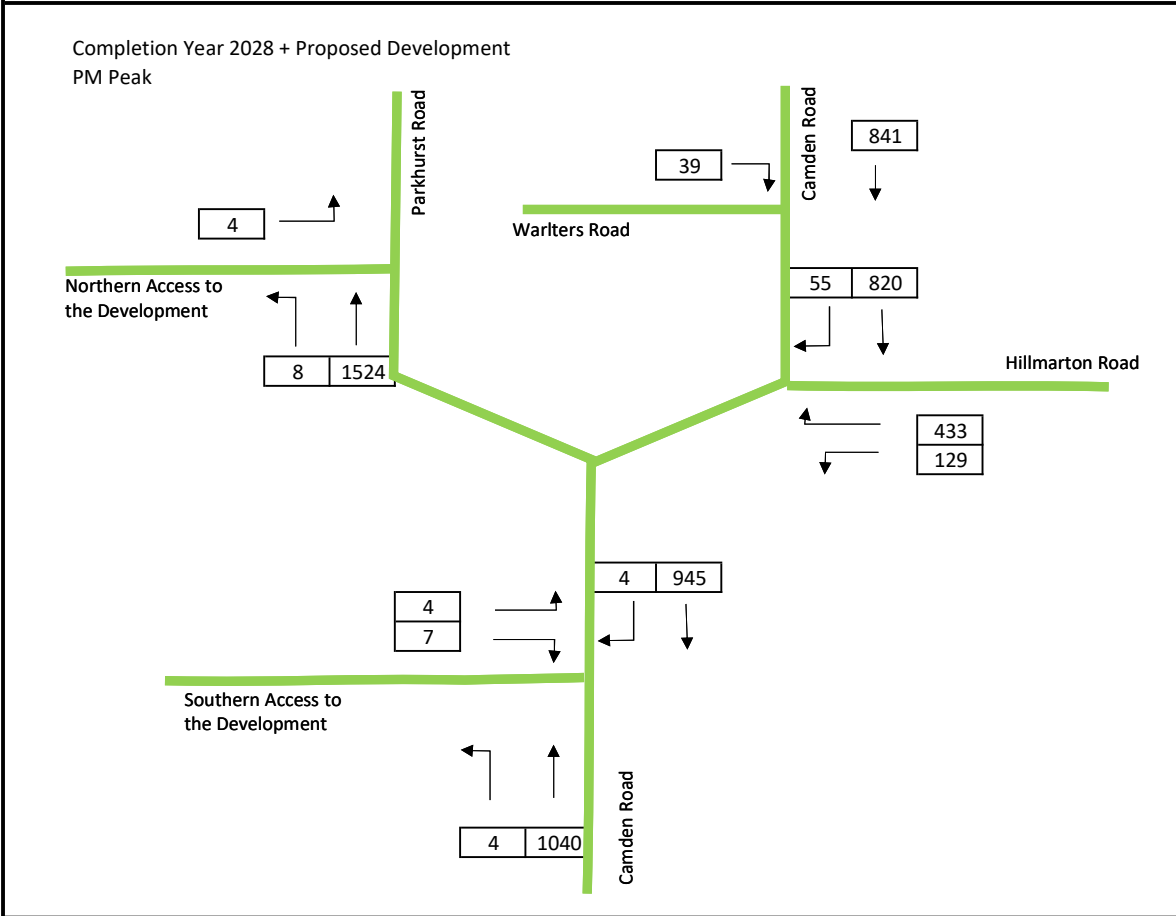 Completion Year 2028 + Proposed Development
PM Peak
Parkhurst Road
Camden Road
841
39
4
Warlters Road
Northern Access to
the Development
55 820
8 1524
Hillmarton Road
433
129
4 945
4
7
Southern Access to
the Development
4 1040
Camden Road